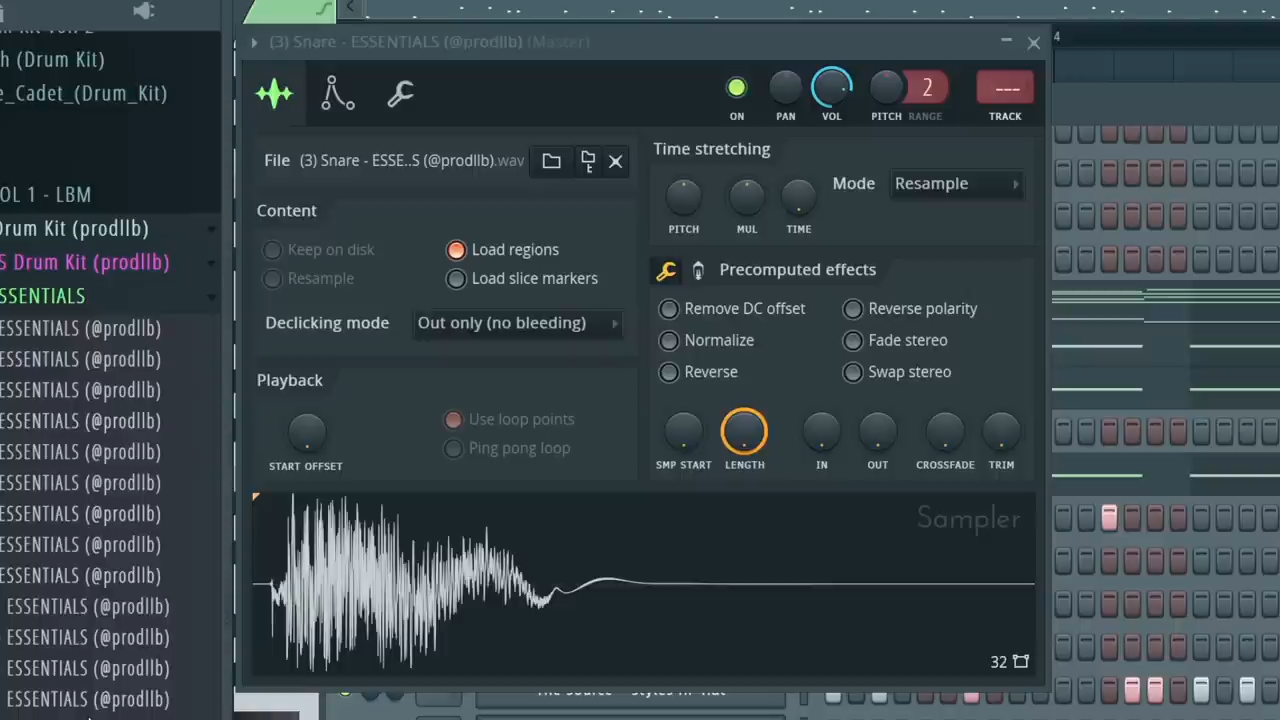 (Drum Kit)
e_Cadet_(Drum_Kit)
OL 1 - LBM
Drum Kit (prodllb)
S Drum Kit (prodllb)
SSENTIALS
ESSENTIALS (@prodllb)
ESSENTIALS (@prodllb)
ESSENTIALS (@prodllb)
ESSENTIALS (@prodllb)
ESSENTIALS (@prodllb)
ESSENTIALS (@prodllb)
ESSENTIALS (@prodllb)
ESSENTIALS (@prodllb)
ESSENTIALS (@prodllb)
ESSENTIALS (@prodllb)
ESSENTIALS (@prodllb)
ESSENTIALS (@prodllb)
ESSENTIALS (@prodllb)
(3) Snare - ESSENTIALS (@prodllb) (Master)
4
2
---
ON PAN VOL PITCH RANGE TRACK
File (3) Snare - ESSE..S (@prodllb).wav
Content
Keep on disk
Load regions
Resample
Load slice markers
Declicking mode Out only (no bleeding)
Playback
Use loop points
Ping pong loop
START OFFSET
Time stretching
Mode Resample
PITCH MUL TIME
Precomputed effects
Remove DC offset
Reverse polarity
Normalize
Fade stereo
Reverse
Swap stereo
SMP START LENGTH IN OUT CROSSFADE TRIM
Sampler
32